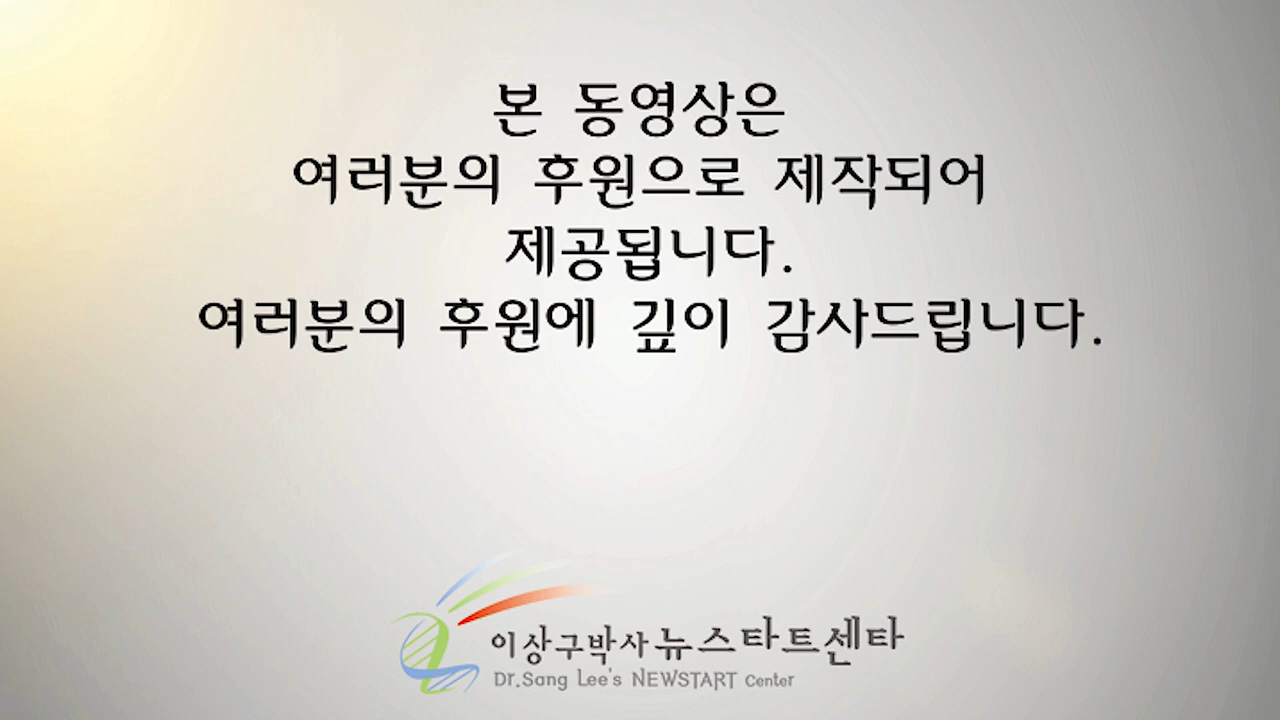 본 동영상은
여러분의 후원으로 제작되어
제공됩니다.
여러분의 후원에 깊이 감사드립니다.
이상구박사 뉴스타트센타
Dr.Sang Lee's NEWSTART Center